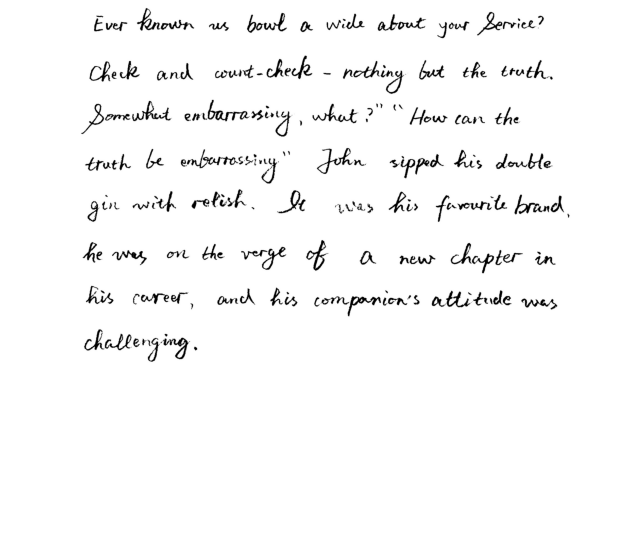 Ever known us bowl a wide about your Service?
Check and count-check - nothing but the truth.
Somewhat embarrassing, what?" "How can the
truth be embarrassing" John sipped his double
gin with relish. It was his favourite brand,
he was on the verge of a new chapter in
his career, and his companion's attitude was
challenging.